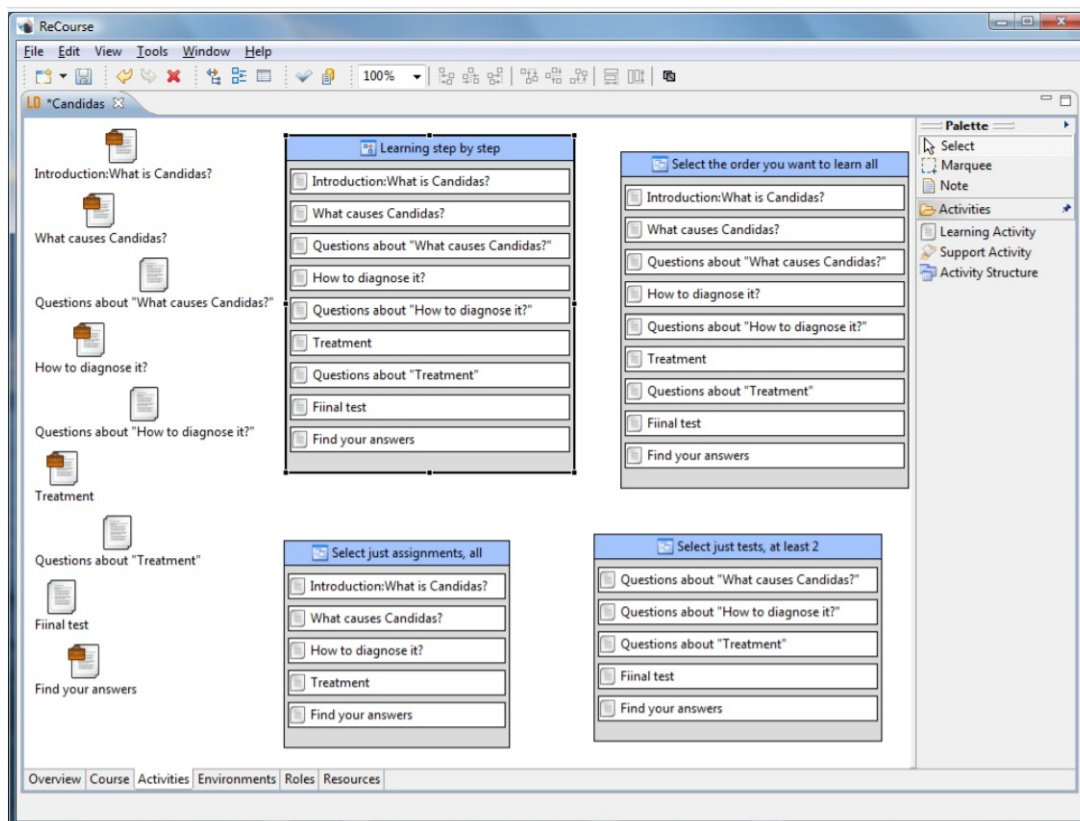 ReCourse
File Edit View Tools Window Help
100%
LD *Candidas
Introduction:What is Candidas?
What causes Candidas?
Questions about "What causes Candidas?"
How to diagnose it?
Questions about "How to diagnose it?"
Treatment
Questions about "Treatment"
Fiinal test
Find your answers
Learning step by step
Introduction:What is Candidas?
What causes Candidas?
Questions about "What causes Candidas?"
How to diagnose it?
Questions about "How to diagnose it?"
Treatment
Questions about "Treatment"
Fiinal test
Find your answers
Select the order you want to learn all
Introduction:What is Candidas?
What causes Candidas?
Questions about "What causes Candidas?"
How to diagnose it?
Questions about "How to diagnose it?"
Treatment
Questions about "Treatment"
Fiinal test
Find your answers
Select just assignments, all
Introduction:What is Candidas?
What causes Candidas?
How to diagnose it?
Treatment
Find your answers
Select just tests, at least 2
Questions about "What causes Candidas?"
Questions about "How to diagnose it?"
Questions about "Treatment"
Fiinal test
Find your answers
Palette
Select
Marquee
Note
Activities
Learning Activity
Support Activity
Activity Structure
Overview Course Activities Environments Roles Resources